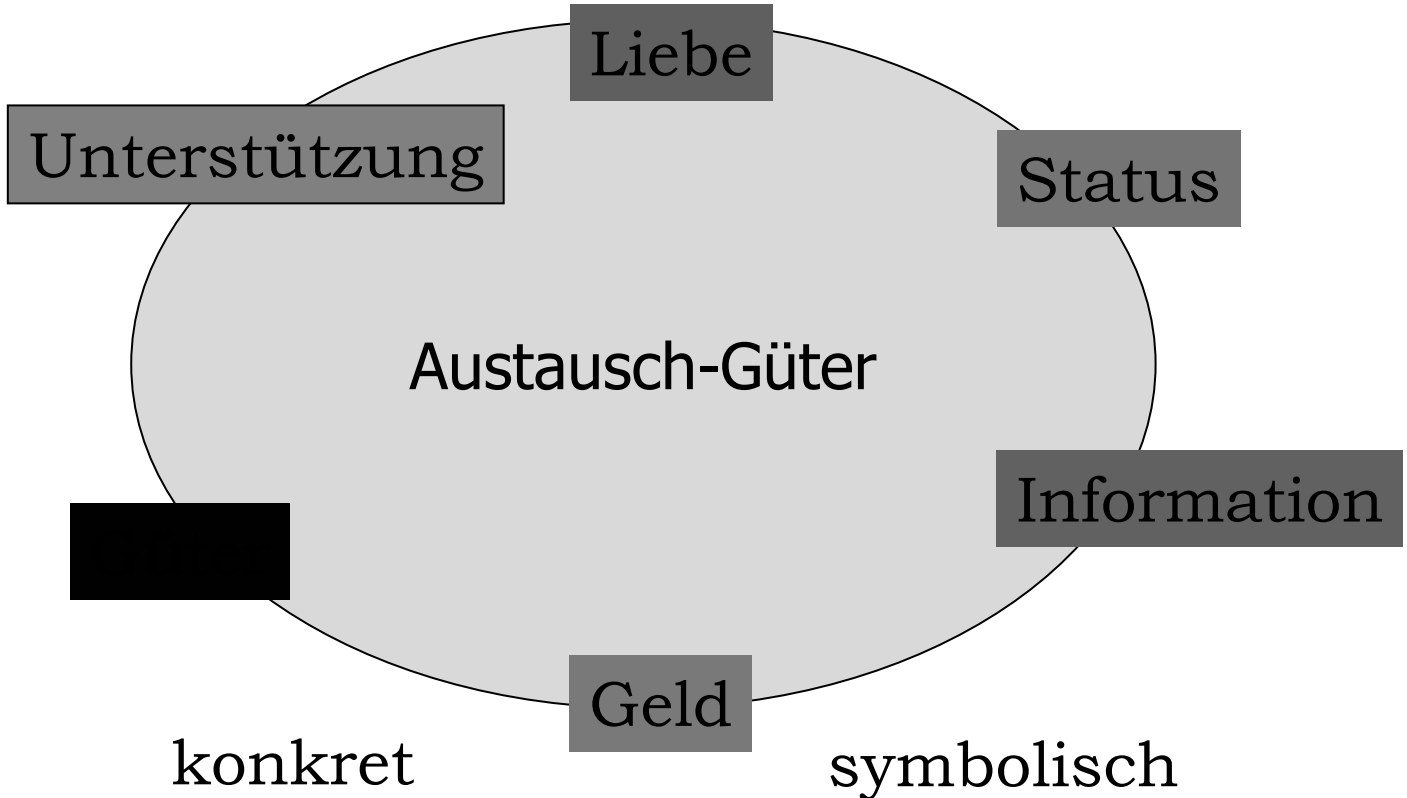 Liebe
Unterstützung
Status
Austausch-Güter
Information
Geld
konkret
symbolisch